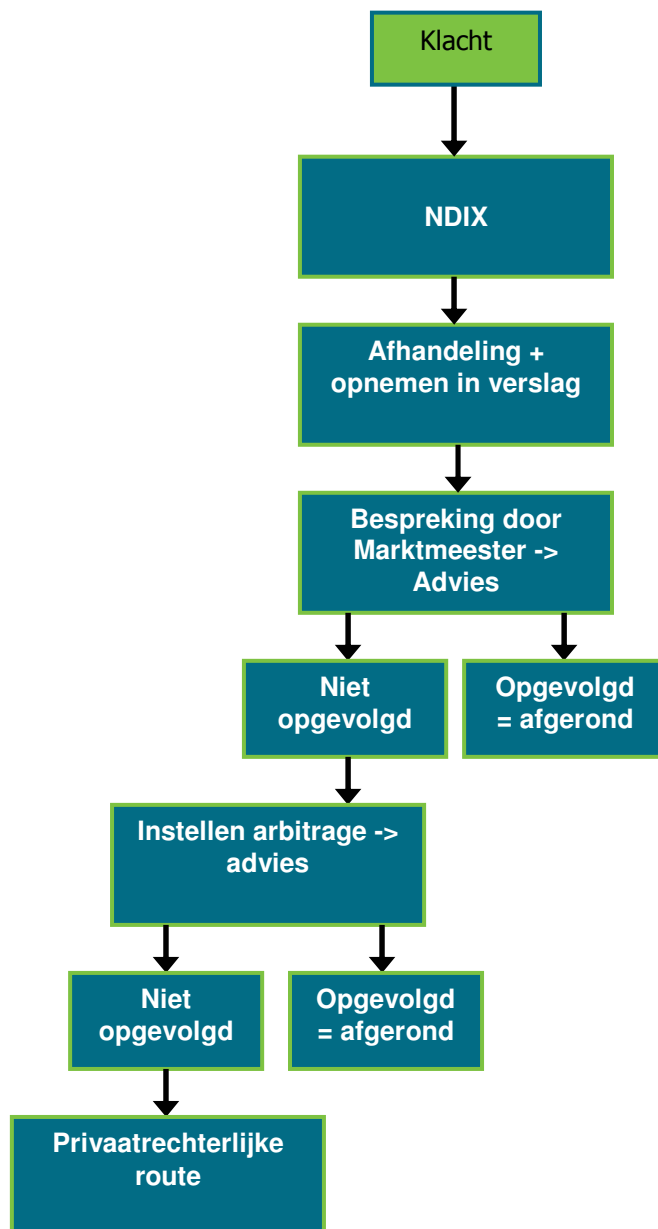 Klacht
NDIX
Afhandeling +
opnemen in verslag
Bespreking door
Marktmeester ->
Advies
Niet
opgevolgd
Opgevolgd
= afgerond
Instellen arbitrage ->
advies
Niet
opgevolgd
Opgevolgd
= afgerond
Privaatrechterlijke
route